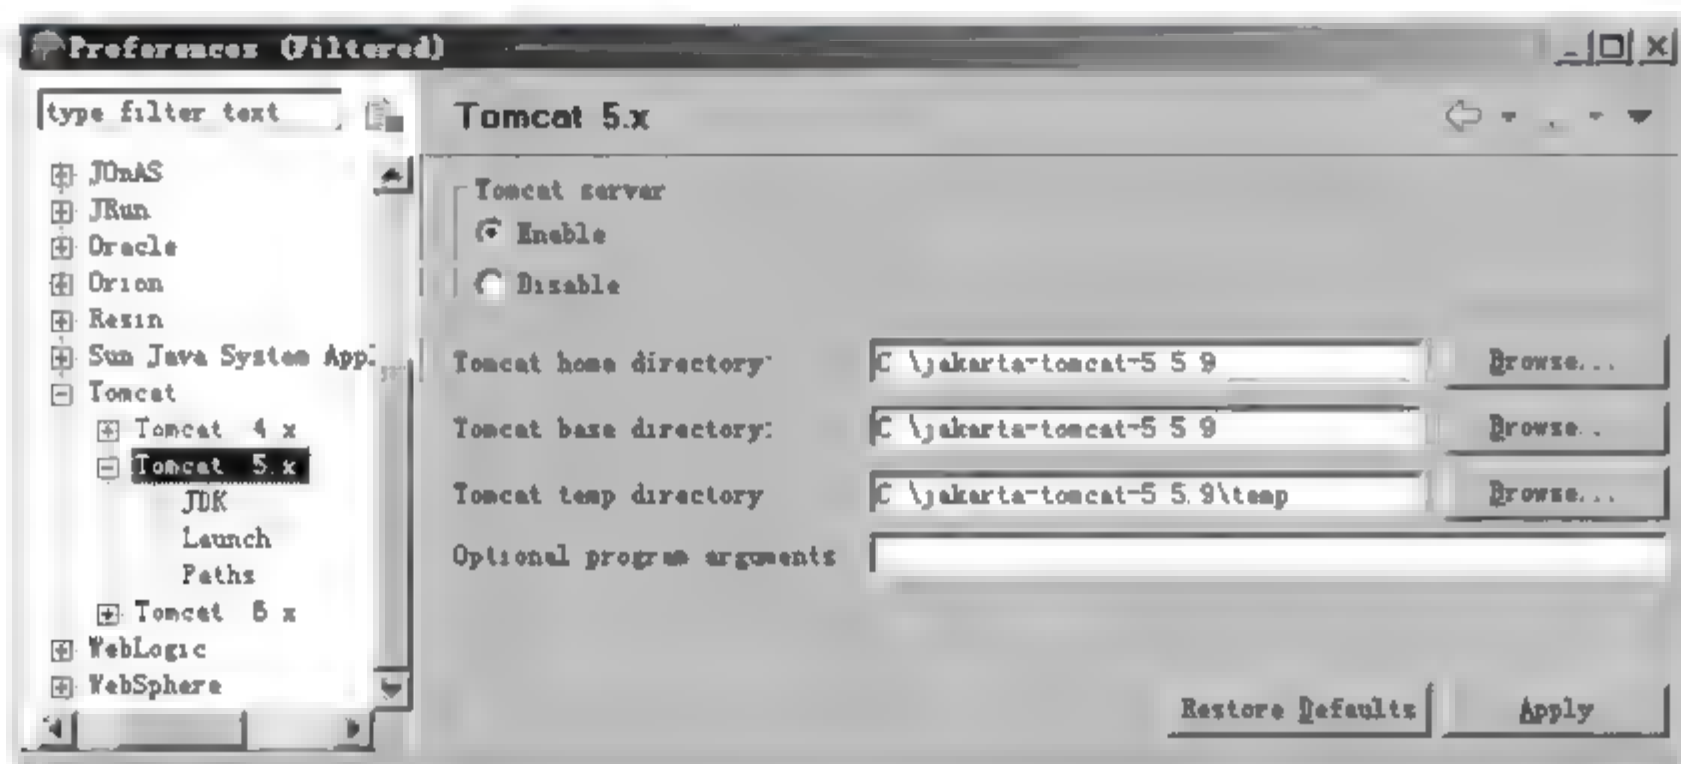 Preferences (Filtered)
type filter text
Tomcat 5.x
JOnAS
JRun
Oracle
Orion
Resin
Sun Java System Appl
Tomcat
Tomcat 4 x
Tomcat 5.x
JDK
Launch
Paths
Tomcat 6 x
WebLogic
WebSphere
Tomcat server
Enable
Disable
Tomcat home directory:
C \jakarta-tomcat-5 5 9
Browse...
Tomcat base directory:
C \jakarta-tomcat-5 5 9
Browse..
Tomcat temp directory
C \jakarta-tomcat-5 5.9\temp
Browse...
Optional program arguments
Restore Defaults
Apply